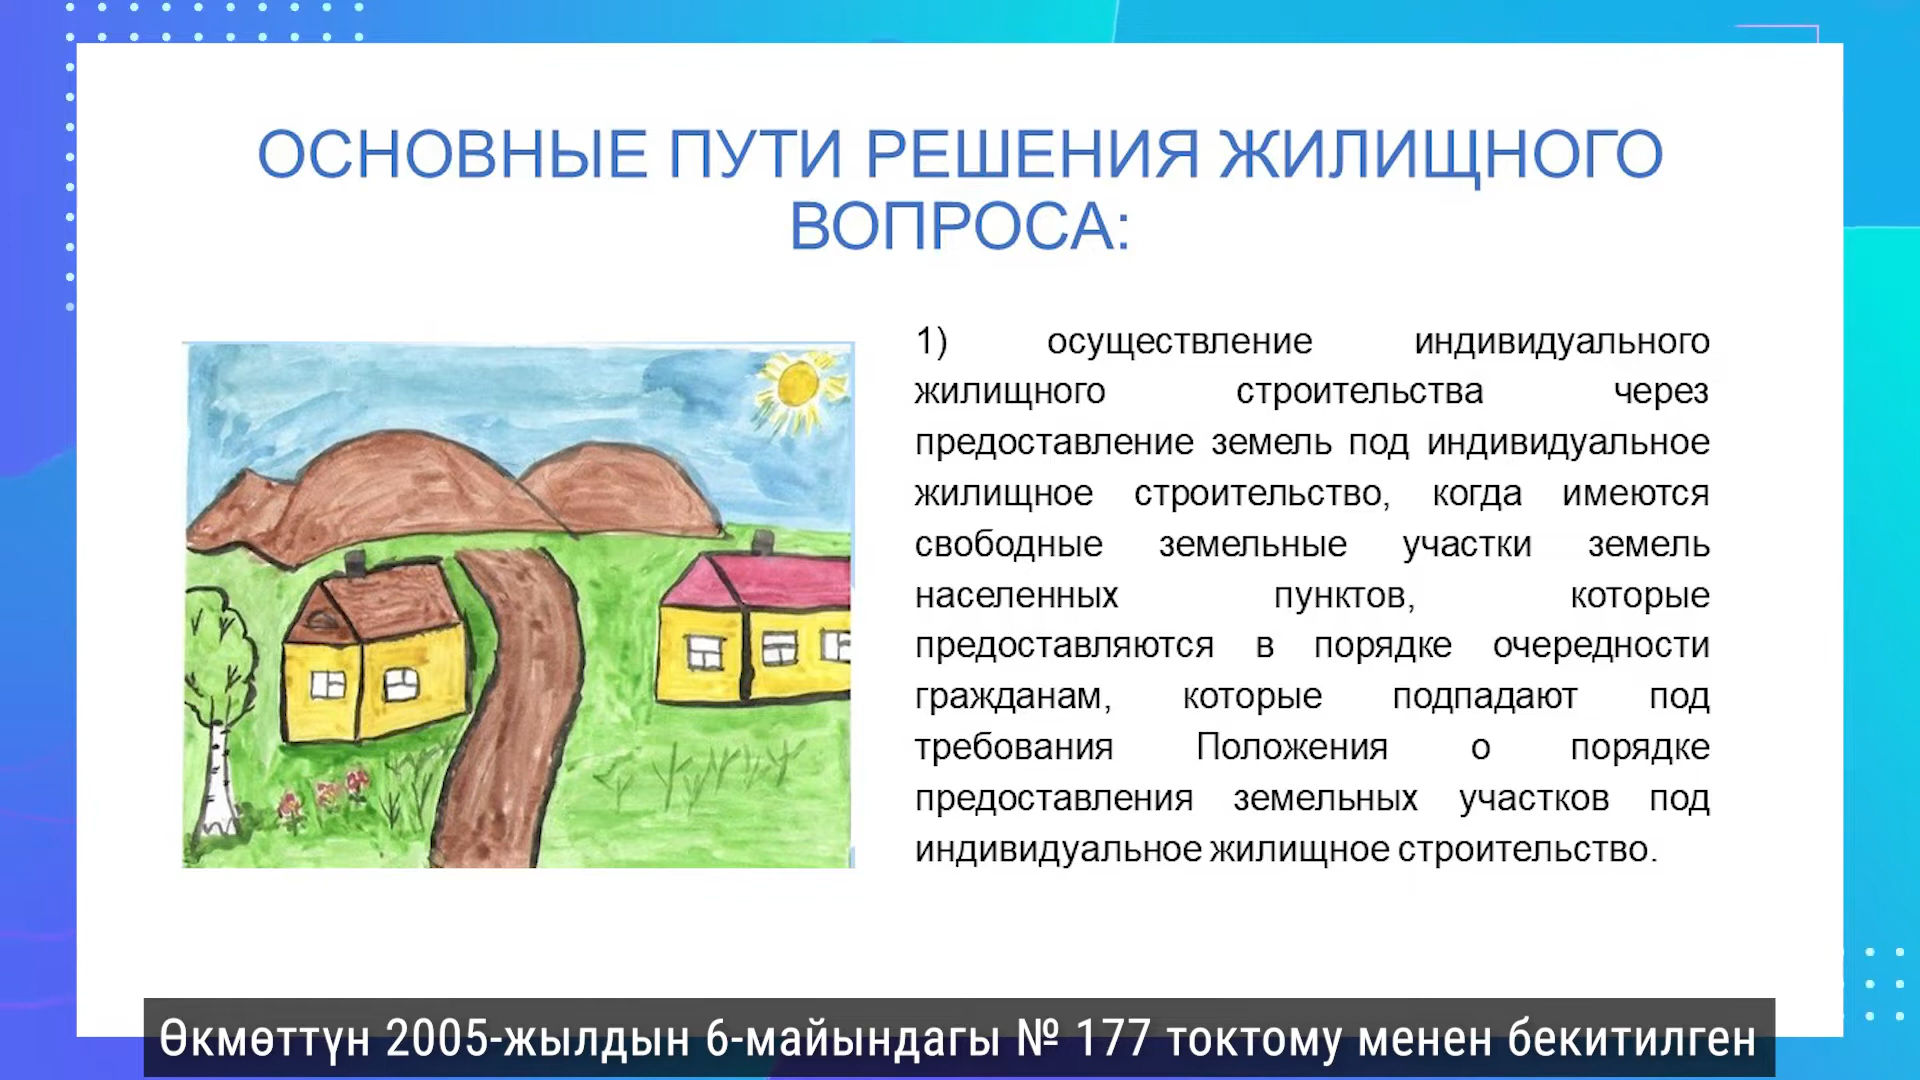 ОСНОВНЫЕ ПУТИ РЕШЕНИЯ ЖИЛИЩНОГО
ВОПРОСА:
1) осуществление индивидуального
жилищного строительства через
предоставление земель под индивидуальное
жилищное строительство, когда имеются
свободные земельные участки земель
населенных пунктов, которые
предоставляются в порядке очередности
гражданам, которые подпадают под
требования Положения о порядке
предоставления земельных участков под
индивидуальное жилищное строительство.
Өкмөттүн 2005-жылдын 6-майындагы № 177 токтому менен бекитилген